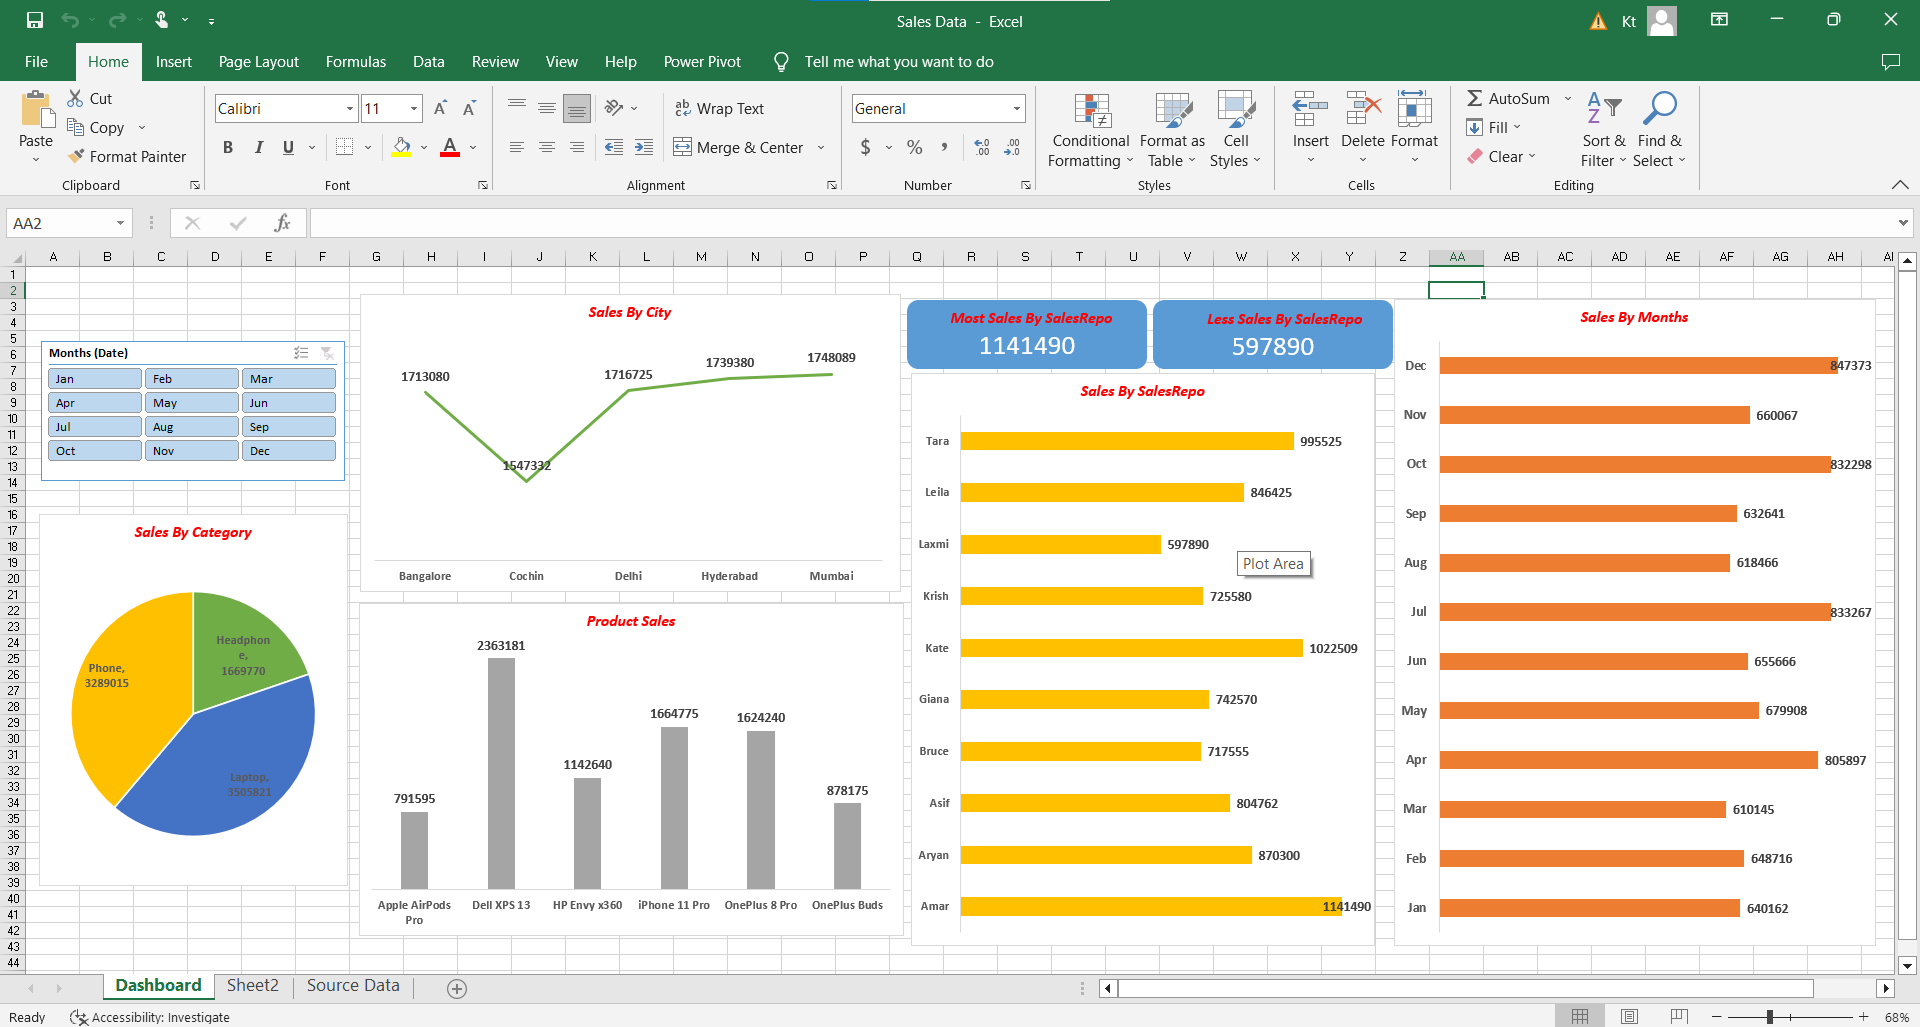 Sales Data - Excel
Kt
File Home Insert Page Layout Formulas Data Review View Help Power Pivot Tell me what you want to do
Paste
Cut
Copy
Format Painter
Clipboard
Calibri 11
B I U A
Font
ab Wrap Text
Merge & Center
Alignment
General
$ % ,
Number
Conditional Formatting
Format as Table
Cell Styles
Styles
Insert Delete Format
Cells
AutoSum
Fill
Clear
Sort & Filter
Find & Select
Editing
AA2
fx
A B C D E F G H I J K L M N O P Q R S T U V W X Y Z AA AB AC AD AE AF AG AH AI
1
2
3
4
5
6
7
8
9
10
11
12
13
14
15
16
17
18
19
20
21
22
23
24
25
26
27
28
29
30
31
32
33
34
35
36
37
38
39
40
41
42
43
44
Months (Date)
Jan Feb Mar
Apr May Jun
Jul Aug Sep
Oct Nov Dec
Sales By Category
Headphon
e,
1669770
Phone,
3289015
Laptop,
3505821
Sales By City
1713080 1547332 1716725 1739380 1748089
Bangalore Cochin Delhi Hyderabad Mumbai
Product Sales
791595 2363181 1142640 1664775 1624240 878175
Apple AirPods Pro Dell XPS 13 HP Envy x360 iPhone 11 Pro OnePlus 8 Pro OnePlus Buds
Most Sales By SalesRepo
1141490
Less Sales By SalesRepo
597890
Sales By SalesRepo
Tara 995525
Leila 846425
Laxmi 597890
Plot Area
Krish 725580
Kate 1022509
Giana 742570
Bruce 717555
Asif 804762
Aryan 870300
Amar 1141490
Sales By Months
Dec 847373
Nov 660067
Oct 832298
Sep 632641
Aug 618466
Jul 833267
Jun 655666
May 679908
Apr 805897
Mar 610145
Feb 648716
Jan 640162
Dashboard Sheet2 Source Data
Ready Accessibility: Investigate
68%